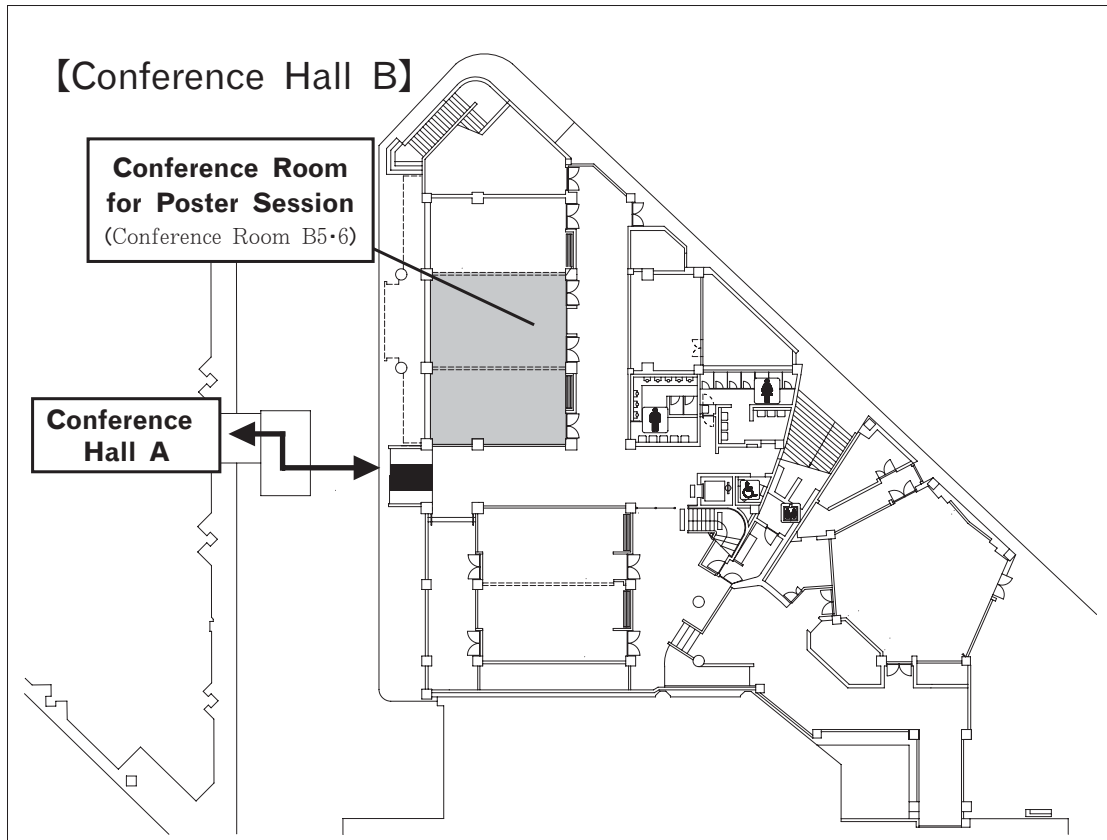 【Conference Hall B】
Conference Room
for Poster Session
(Conference Room B5・6)
Conference
Hall A